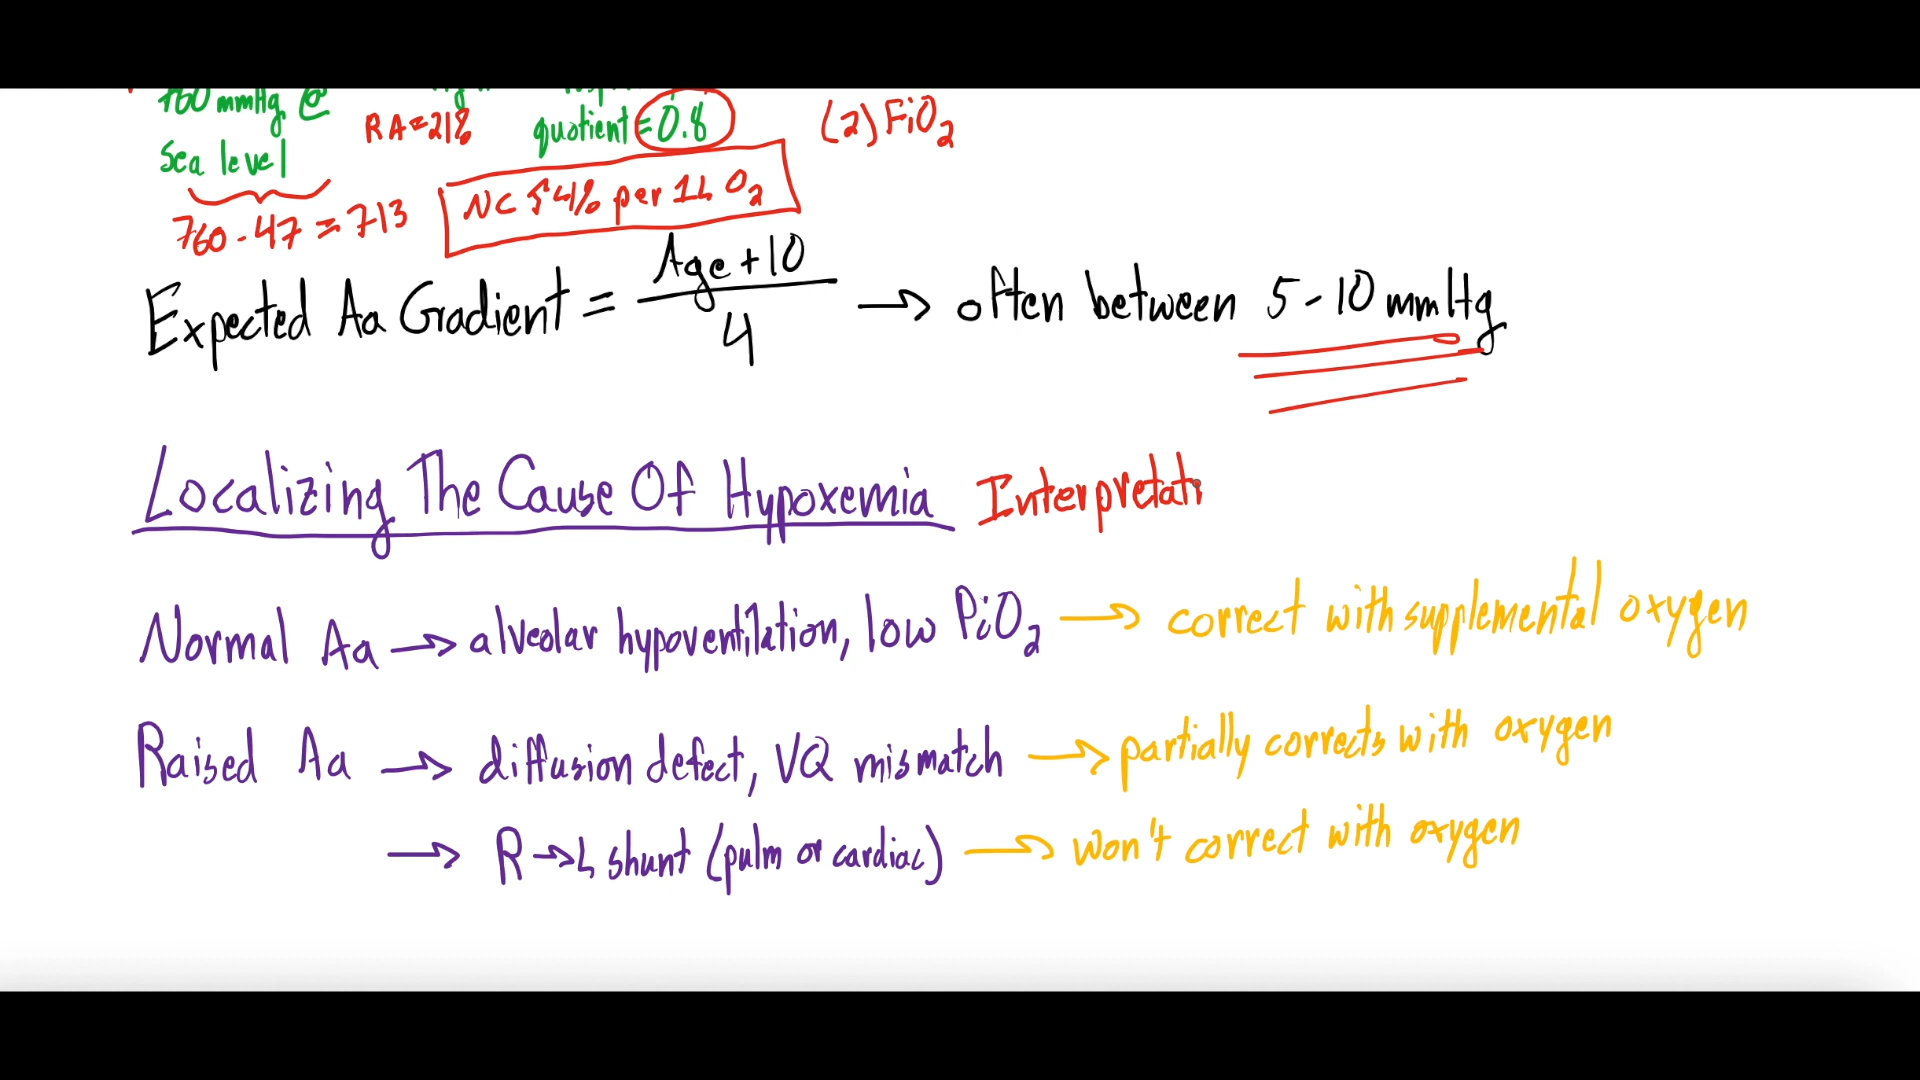 760 mmHg @
Sea level
RA=21%
quotient = 0.8
(2) FiO2
760-47 = 713
per 1L O2
Expected Aa Gradient = Age+10 / 4 → often between 5-10 mmHg
Localizing The Cause Of Hypoxemia Interpretati
Normal Aa → alveolar hypoventilation, low PiO2 → correct with supplemental oxygen
Raised Aa → diffusion defect, VQ mismatch → partially corrects with oxygen
→ R→L shunt (pulm or cardiac) → won't correct with oxygen